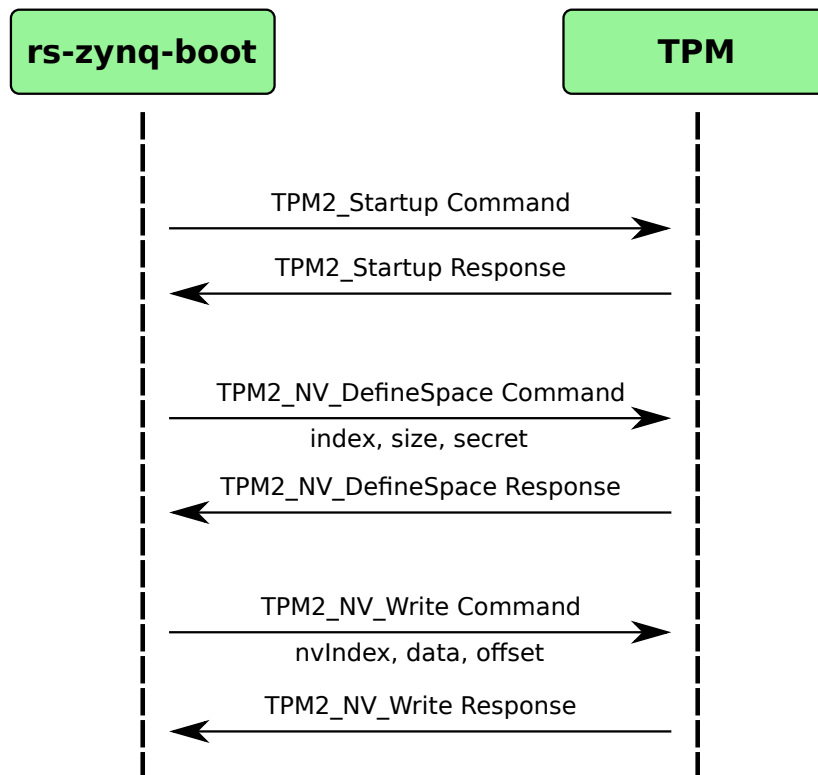 rs-zynq-boot
TPM
TPM2_Startup Command
TPM2_Startup Response
TPM2_NV_DefineSpace Command
index, size, secret
TPM2_NV_DefineSpace Response
TPM2_NV_Write Command
nvIndex, data, offset
TPM2_NV_Write Response